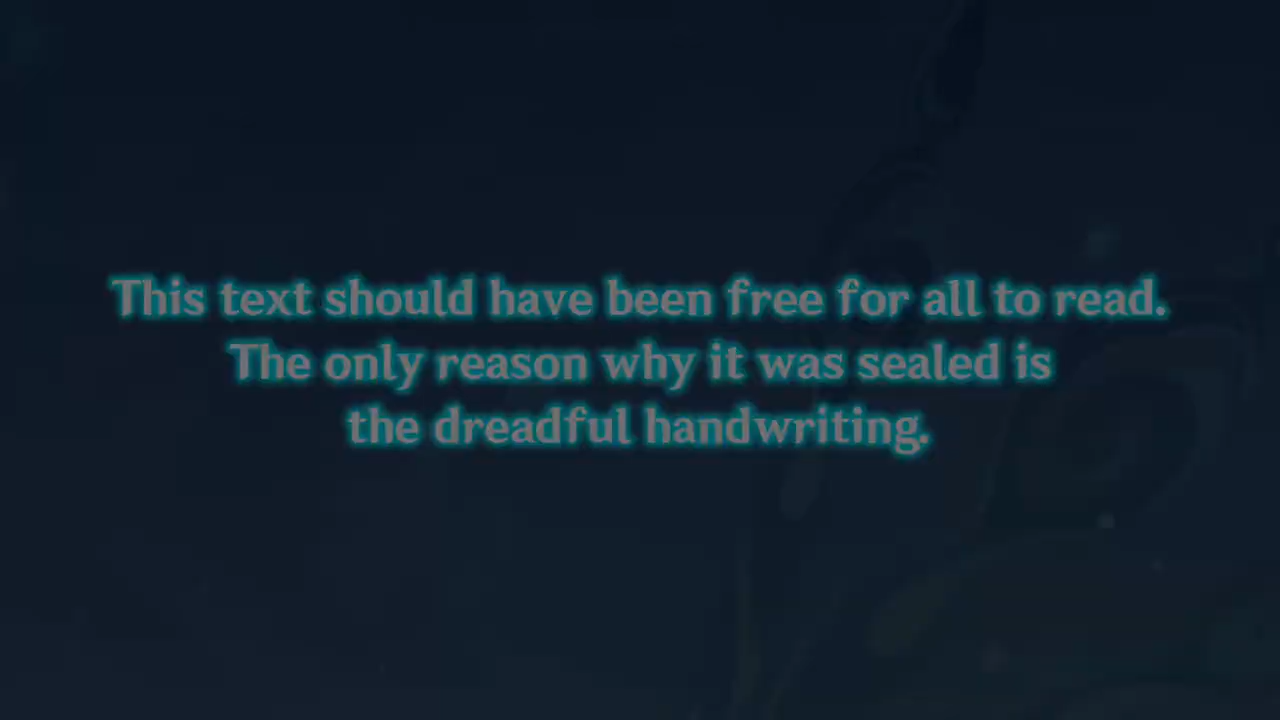 This text should have been free for all to read.
The only reason why it was sealed is
the dreadful handwriting.